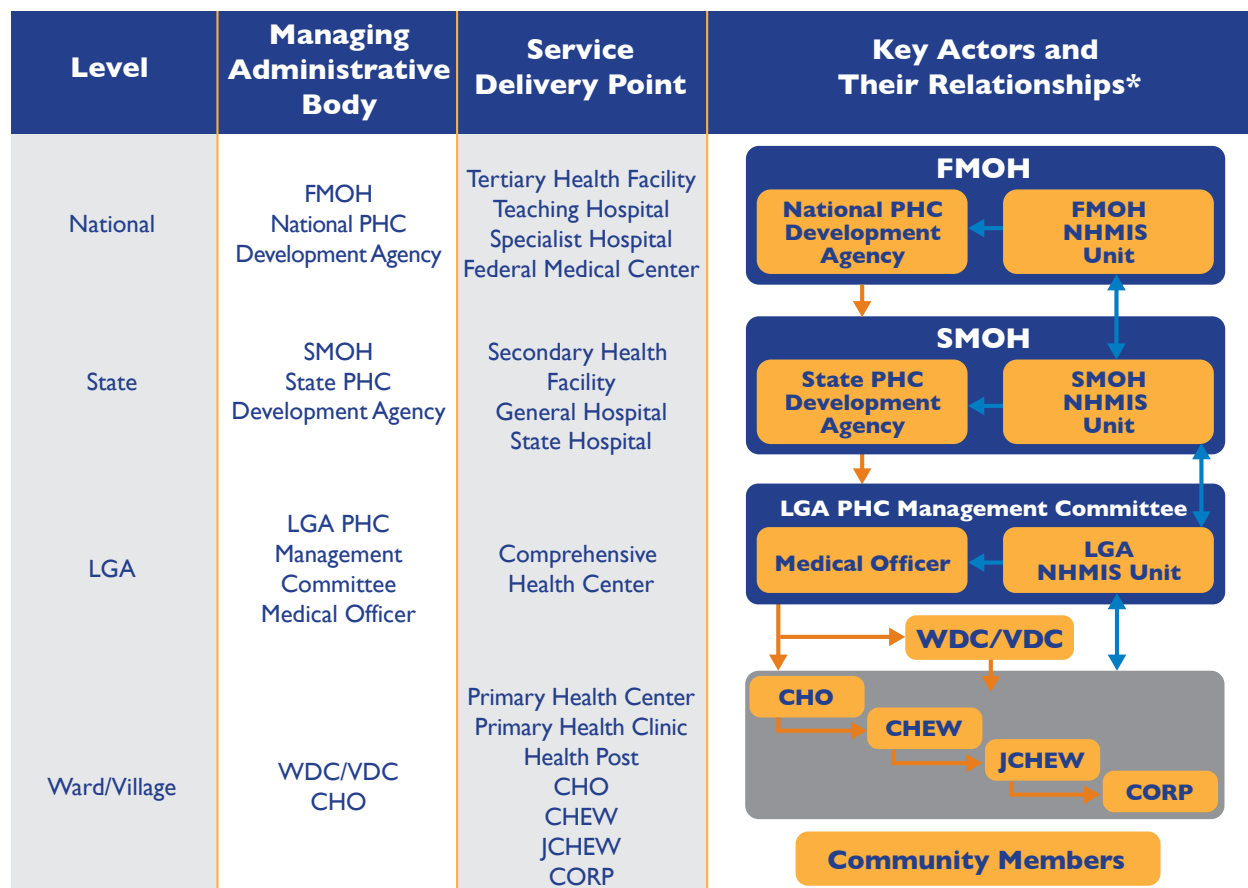 Level
Managing
Administrative
Body
Service
Delivery Point
Key Actors and
Their Relationships*
National
FMOH
National PHC
Development Agency
Tertiary Health Facility
Teaching Hospital
Specialist Hospital
Federal Medical Center
FMOH
National PHC
Development
Agency
FMOH
NHMIS
Unit
State
SMOH
State PHC
Development Agency
Secondary Health
Facility
General Hospital
State Hospital
SMOH
State PHC
Development
Agency
SMOH
NHMIS
Unit
LGA
LGA PHC
Management
Committee
Medical Officer
Comprehensive
Health Center
LGA PHC Management Committee
Medical Officer
LGA
NHMIS Unit
WDC/VDC
Ward/Village
WDC/VDC
CHO
Primary Health Center
Primary Health Clinic
Health Post
CHO
CHEW
JCHEW
CORP
CHO
CHEW
JCHEW
CORP
Community Members